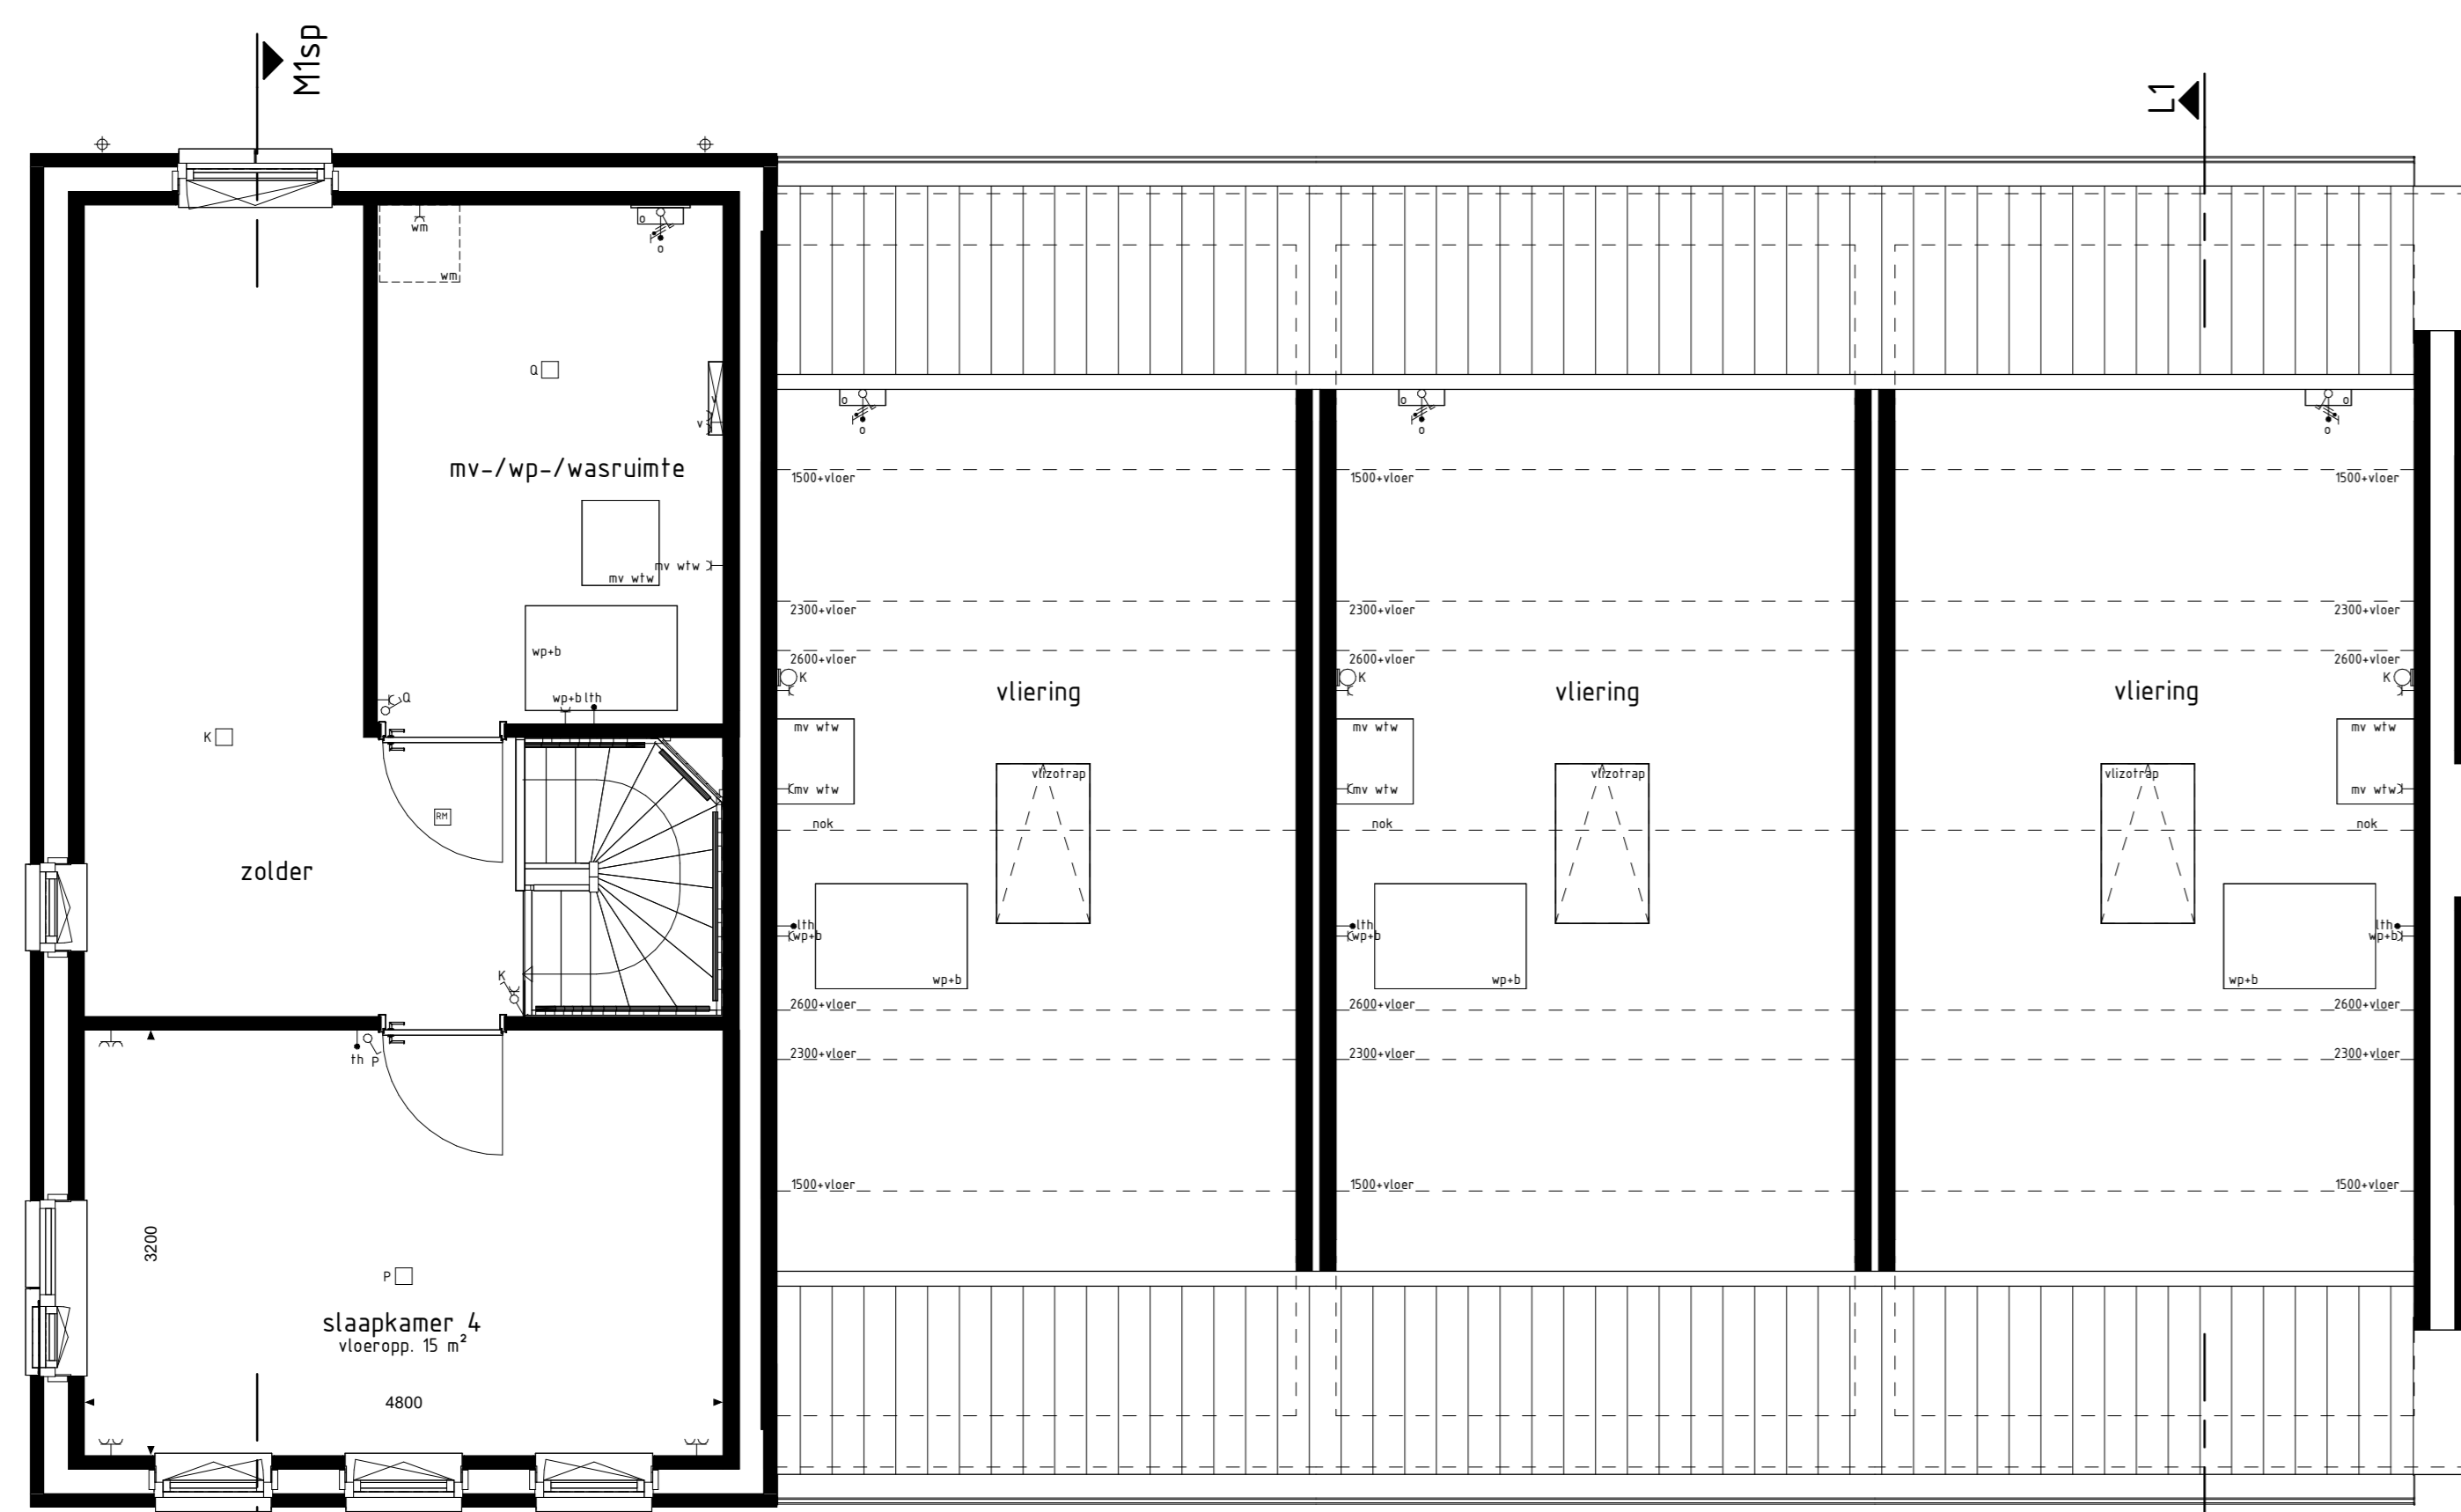 M1sp
L1
wm
wm
o
o
Q
v
v
mv-/wp-/wasruimte
mv wtw
mv wtw
wp+b
wp+b
lth
Q
K
RM
zolder
K
th
P
3200
P
slaapkamer 4
vloeropp. 15 m²
4800
o
o
1500+vloer
2300+vloer
2600+vloer
K
vliering
mv wtw
vlizotrap
mv wtw
nok
lth
wp+b
wp+b
2600+vloer
2300+vloer
1500+vloer
o
o
1500+vloer
2300+vloer
2600+vloer
K
vliering
mv wtw
vlizotrap
mv wtw
nok
lth
wp+b
wp+b
2600+vloer
2300+vloer
1500+vloer
o
o
1500+vloer
2300+vloer
2600+vloer
K
vliering
mv wtw
vlizotrap
mv wtw
nok
lth
wp+b
wp+b
2600+vloer
2300+vloer
1500+vloer